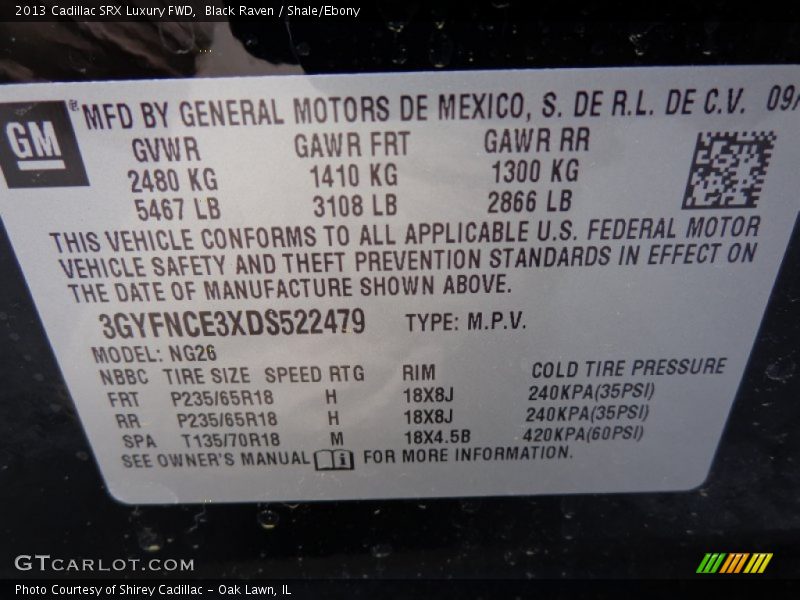 2013 Cadillac SRX Luxury FWD, Black Raven / Shale/Ebony
GM ® MFD BY GENERAL MOTORS DE MEXICO, S. DE R.L. DE C.V. 09/
GVWR GAWR FRT GAWR RR
2480 KG 1410 KG 1300 KG
5467 LB 3108 LB 2866 LB
THIS VEHICLE CONFORMS TO ALL APPLICABLE U.S. FEDERAL MOTOR
VEHICLE SAFETY AND THEFT PREVENTION STANDARDS IN EFFECT ON
THE DATE OF MANUFACTURE SHOWN ABOVE.
3GYFNCE3XDS522479 TYPE: M.P.V.
MODEL: NG26
NBBC TIRE SIZE SPEED RTG RIM COLD TIRE PRESSURE
FRT P235/65R18 H 18X8J 240KPA(35PSI)
RR P235/65R18 H 18X8J 240KPA(35PSI)
SPA T135/70R18 M 18X4.5B 420KPA(60PSI)
SEE OWNER'S MANUAL i FOR MORE INFORMATION.
GTCARLOT.COM
Photo Courtesy of Shirey Cadillac - Oak Lawn, IL